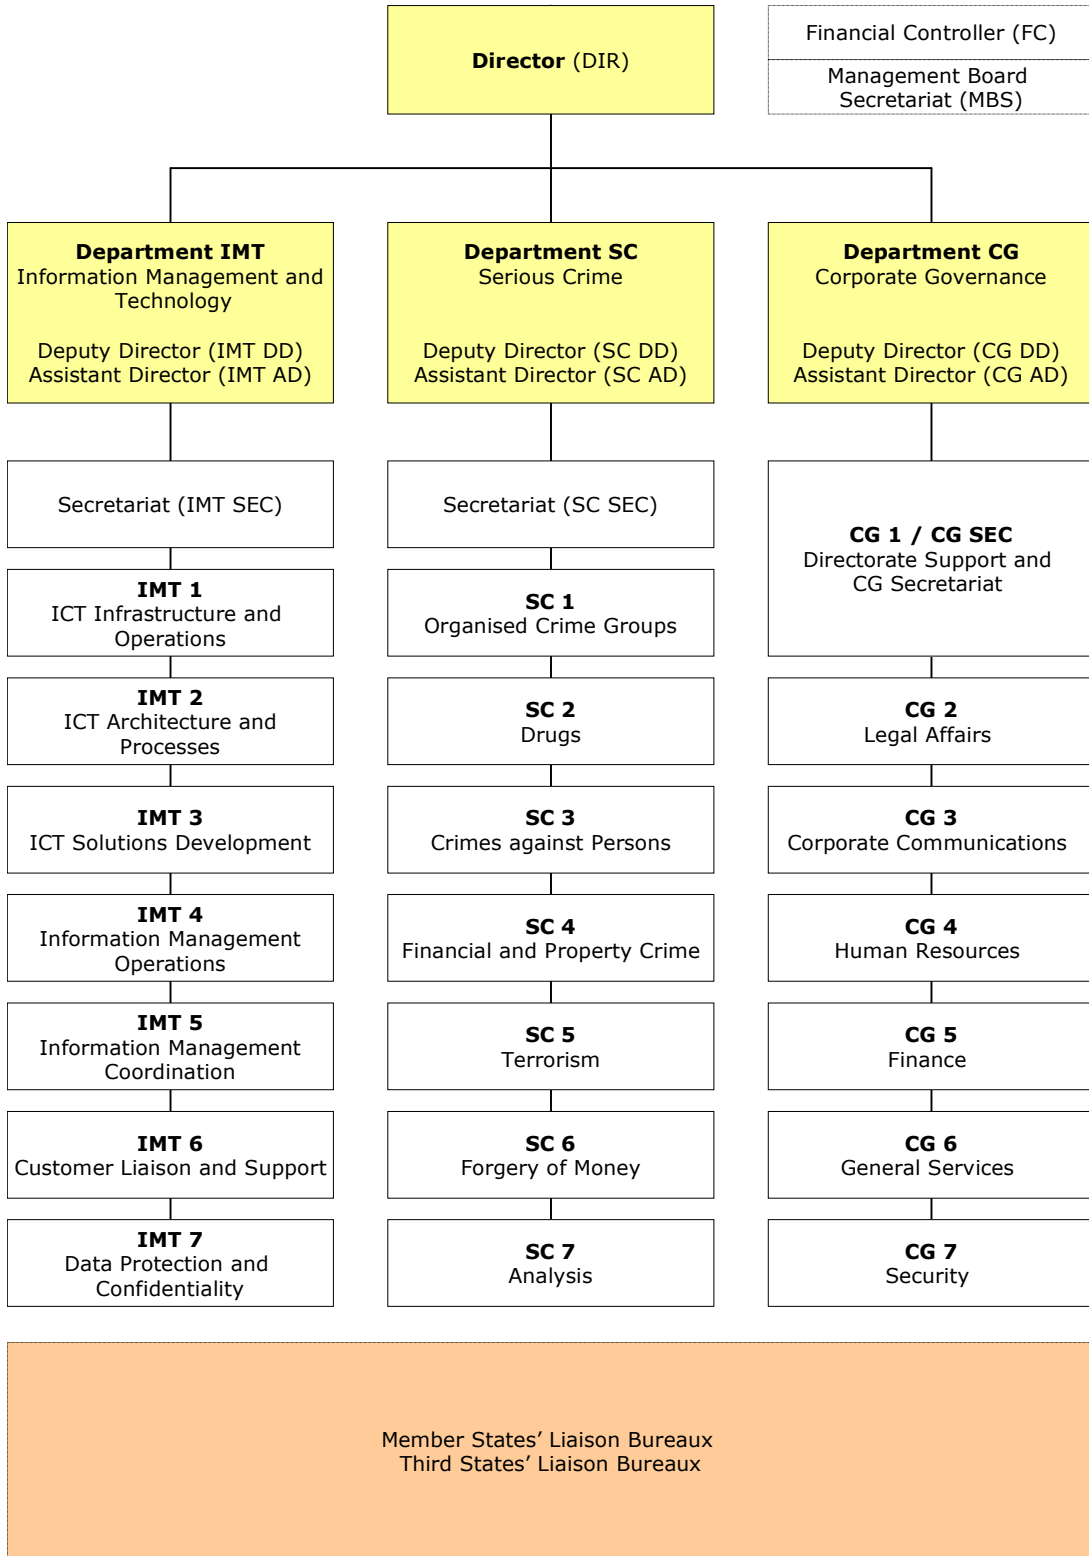 Director (DIR)
Financial Controller (FC)
Management Board
Secretariat (MBS)
Department IMT
Information Management and
Technology
Deputy Director (IMT DD)
Assistant Director (IMT AD)
Department SC
Serious Crime
Deputy Director (SC DD)
Assistant Director (SC AD)
Department CG
Corporate Governance
Deputy Director (CG DD)
Assistant Director (CG AD)
Secretariat (IMT SEC)
IMT 1
ICT Infrastructure and
Operations
IMT 2
ICT Architecture and
Processes
IMT 3
ICT Solutions Development
IMT 4
Information Management
Operations
IMT 5
Information Management
Coordination
IMT 6
Customer Liaison and Support
IMT 7
Data Protection and
Confidentiality
Secretariat (SC SEC)
SC 1
Organised Crime Groups
SC 2
Drugs
SC 3
Crimes against Persons
SC 4
Financial and Property Crime
SC 5
Terrorism
SC 6
Forgery of Money
SC 7
Analysis
CG 1 / CG SEC
Directorate Support and
CG Secretariat
CG 2
Legal Affairs
CG 3
Corporate Communications
CG 4
Human Resources
CG 5
Finance
CG 6
General Services
CG 7
Security
Member States’ Liaison Bureaux
Third States’ Liaison Bureaux